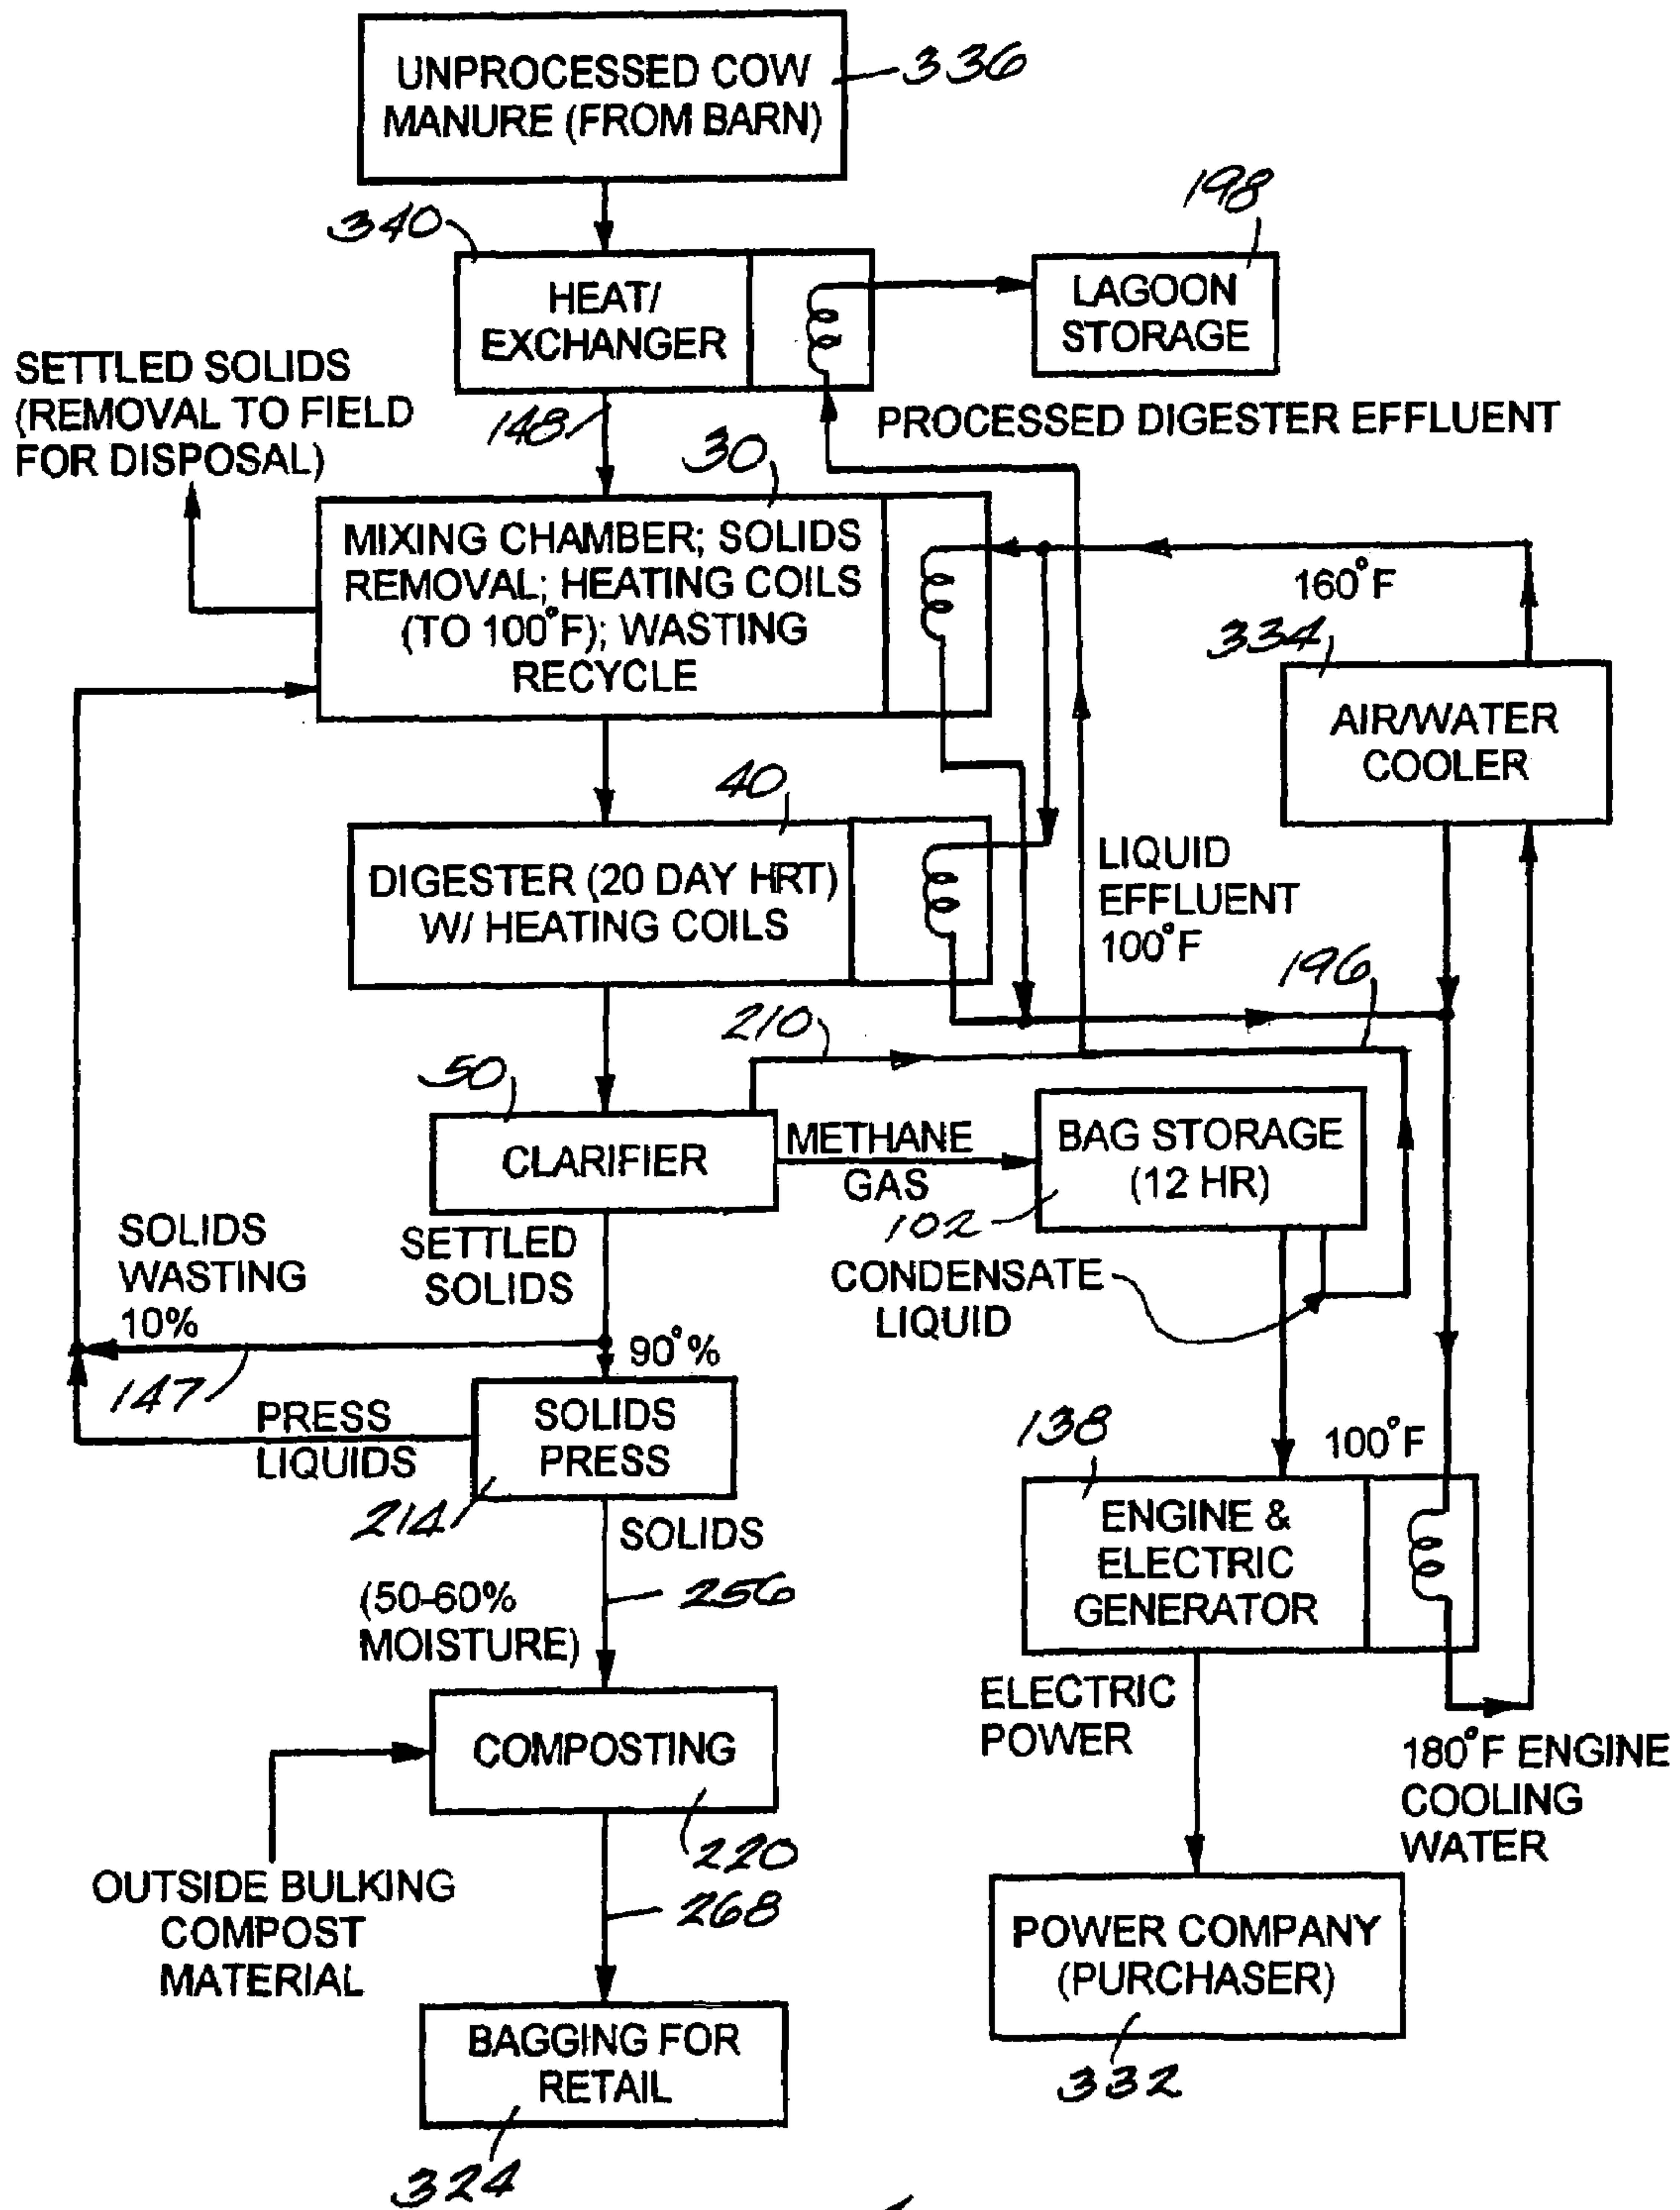 UNPROCESSED COW
MANURE (FROM BARN)
336
198
340
HEAT/
EXCHANGER
LAGOON
STORAGE
SETTLED SOLIDS
(REMOVAL TO FIELD
FOR DISPOSAL)
148
PROCESSED DIGESTER EFFLUENT
30
MIXING CHAMBER; SOLIDS
REMOVAL; HEATING COILS
(TO 100°F); WASTING
RECYCLE
160°F
334
AIR/WATER
COOLER
40
DIGESTER (20 DAY HRT)
W/ HEATING COILS
LIQUID
EFFLUENT
100°F
196
210
50
CLARIFIER
METHANE
GAS
BAG STORAGE
(12 HR)
102
SOLIDS
WASTING
10%
SETTLED
SOLIDS
CONDENSATE
LIQUID
90°%
147
PRESS
LIQUIDS
SOLIDS
PRESS
214
138
100°F
ENGINE &
ELECTRIC
GENERATOR
SOLIDS
(50-60%
MOISTURE)
256
ELECTRIC
POWER
COMPOSTING
180°F ENGINE
COOLING
WATER
220
OUTSIDE BULKING
COMPOST
MATERIAL
268
POWER COMPANY
(PURCHASER)
332
BAGGING FOR
RETAIL
324